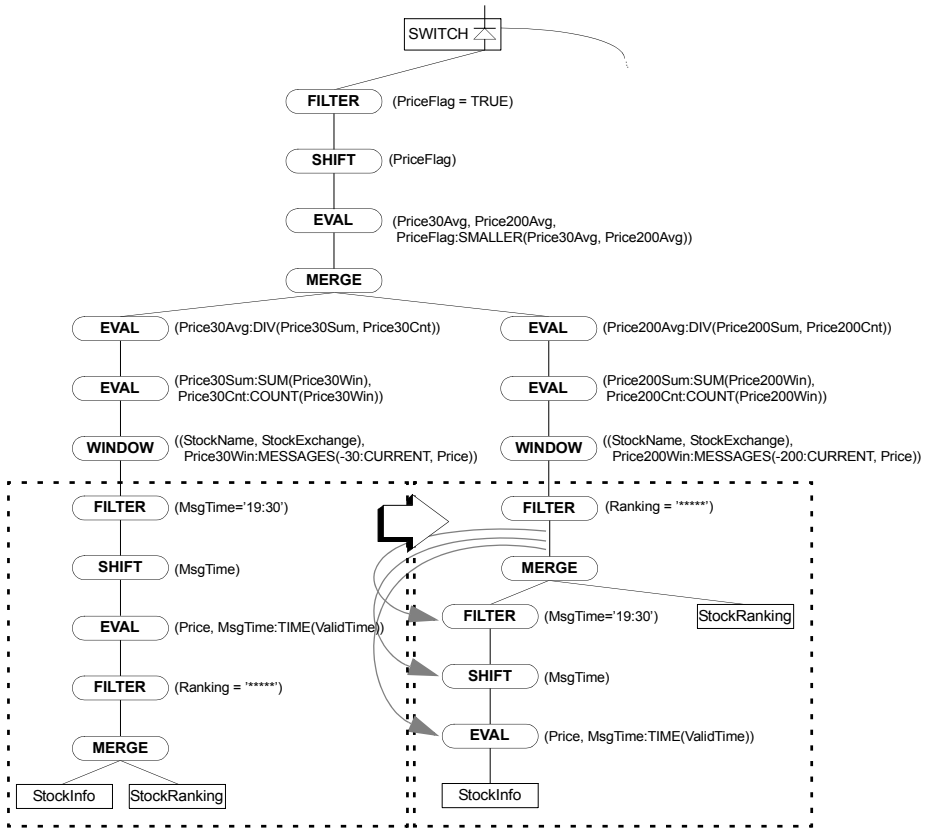 SWITCH
FILTER (PriceFlag = TRUE)
SHIFT (PriceFlag)
EVAL (Price30Avg, Price200Avg,
PriceFlag:SMALLER(Price30Avg, Price200Avg))
MERGE
EVAL (Price30Avg:DIV(Price30Sum, Price30Cnt))
EVAL (Price30Sum:SUM(Price30Win),
Price30Cnt:COUNT(Price30Win))
WINDOW ((StockName, StockExchange),
Price30Win:MESSAGES(-30:CURRENT, Price))
FILTER (MsgTime='19:30’)
SHIFT (MsgTime)
EVAL (Price, MsgTime:TIME(ValidTime))
FILTER (Ranking = '*****’)
MERGE
StockInfo StockRanking
EVAL (Price200Avg:DIV(Price200Sum, Price200Cnt))
EVAL (Price200Sum:SUM(Price200Win),
Price200Cnt:COUNT(Price200Win))
WINDOW ((StockName, StockExchange),
Price200Win:MESSAGES(-200:CURRENT, Price))
FILTER (Ranking = '*****’)
MERGE
FILTER (MsgTime='19:30’) StockRanking
SHIFT (MsgTime)
EVAL (Price, MsgTime:TIME(ValidTime))
StockInfo